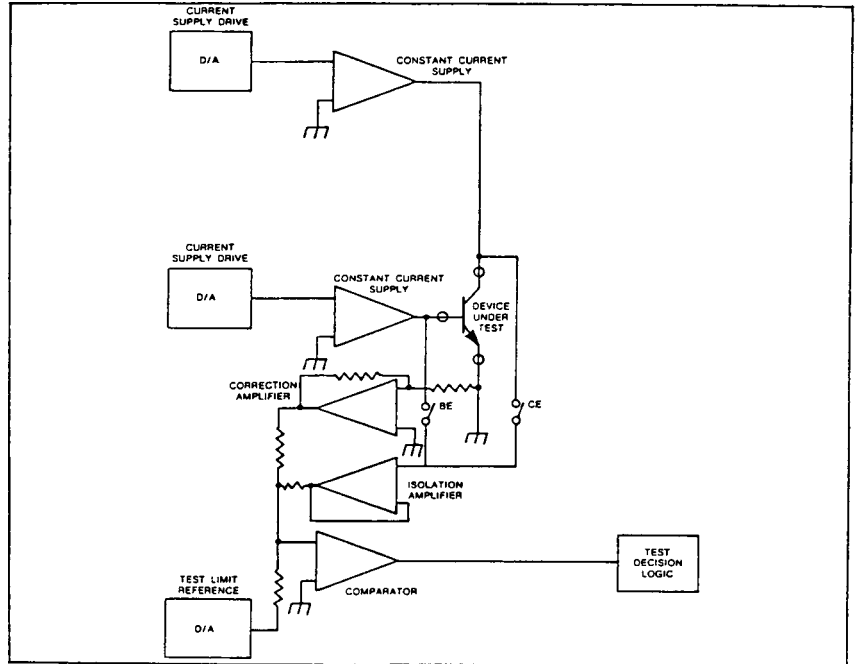 CURRENT
SUPPLY DRIVE
D/A
CONSTANT CURRENT
SUPPLY
CURRENT
SUPPLY DRIVE
D/A
CONSTANT CURRENT
SUPPLY
DEVICE
UNDER
TEST
CORRECTION
AMPLIFIER
BE
CE
ISOLATION
AMPLIFIER
TEST LIMIT
REFERENCE
D/A
COMPARATOR
TEST
DECISION
LOGIC